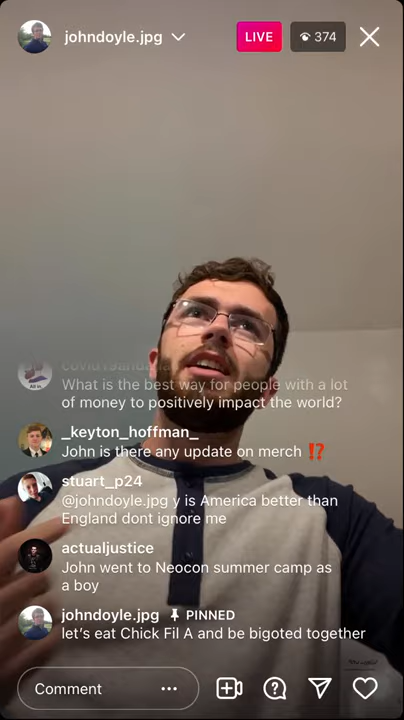 johndoyle.jpg
LIVE
374
What is the best way for people with a lot
of money to positively impact the world?
_keyton_hoffman_
John is there any update on merch ⁉️
stuart_p24
@johndoyle.jpg y is America better than
England dont ignore me
actualjustice
John went to Neocon summer camp as
a boy
johndoyle.jpg PINNED
let's eat Chick Fil A and be bigoted together
Comment